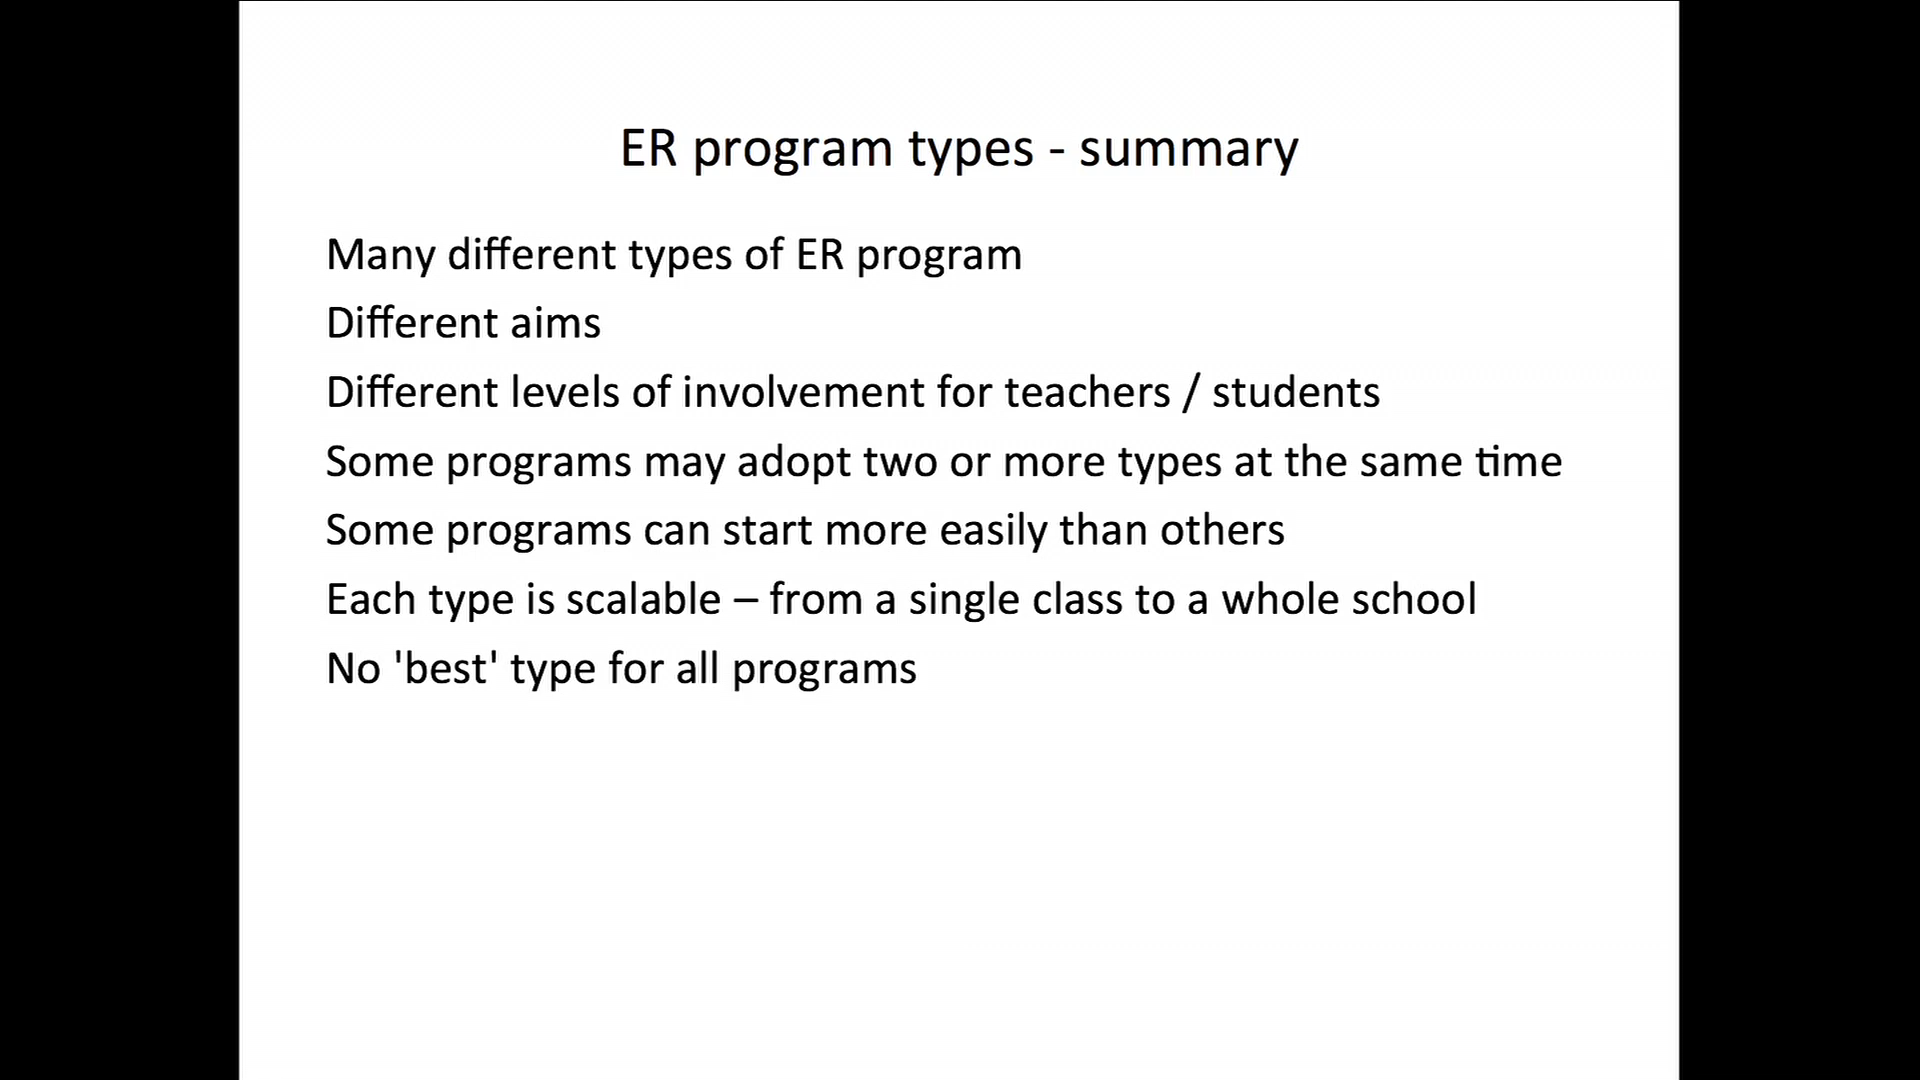 ER program types - summary
Many different types of ER program
Different aims
Different levels of involvement for teachers / students
Some programs may adopt two or more types at the same time
Some programs can start more easily than others
Each type is scalable – from a single class to a whole school
No 'best' type for all programs